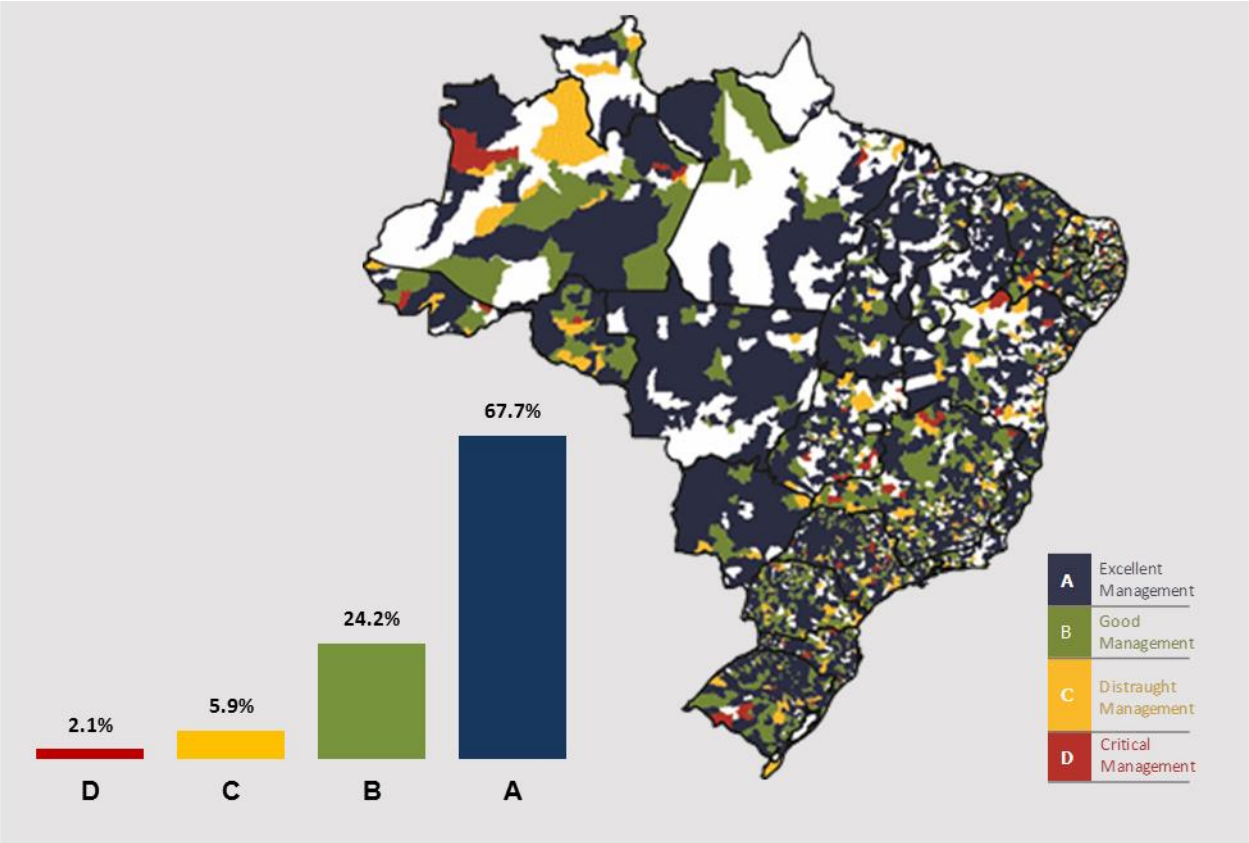 67.7%
24.2%
5.9%
2.1%
D
C
B
A
A
Excellent
Management
B
Good
Management
C
Distraught
Management
D
Critical
Management